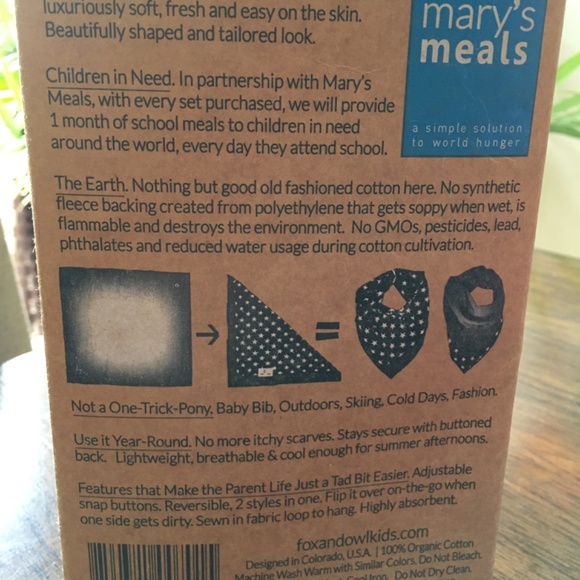 luxuriously soft, fresh and easy on the skin.
Beautifully shaped and tailored look.
mary's
meals
a simple solution
to world hunger
Children in Need. In partnership with Mary's
Meals, with every set purchased, we will provide
1 month of school meals to children in need
around the world, every day they attend school.
The Earth. Nothing but good old fashioned cotton here. No synthetic
fleece backing created from polyethylene that gets soppy when wet, is
flammable and destroys the environment. No GMOs, pesticides, lead,
phthalates and reduced water usage during cotton cultivation.
Not a One-Trick-Pony. Baby Bib, Outdoors, Skiing, Cold Days, Fashion.
Use it Year-Round. No more itchy scarves. Stays secure with buttoned
back. Lightweight, breathable & cool enough for summer afternoons.
Features that Make the Parent Life Just a Tad Bit Easier. Adjustable
snap buttons. Reversible, 2 styles in one. Flip it over on-the-go when
one side gets dirty. Sewn in fabric loop to hang. Highly absorbent.
foxandowlkids.com
Designed in Colorado, U.S.A. | 100% Organic Cotton
Machine Wash Warm with Similar Colors. Do Not Bleach.
Cool Iron. Do Not Dry Clean.